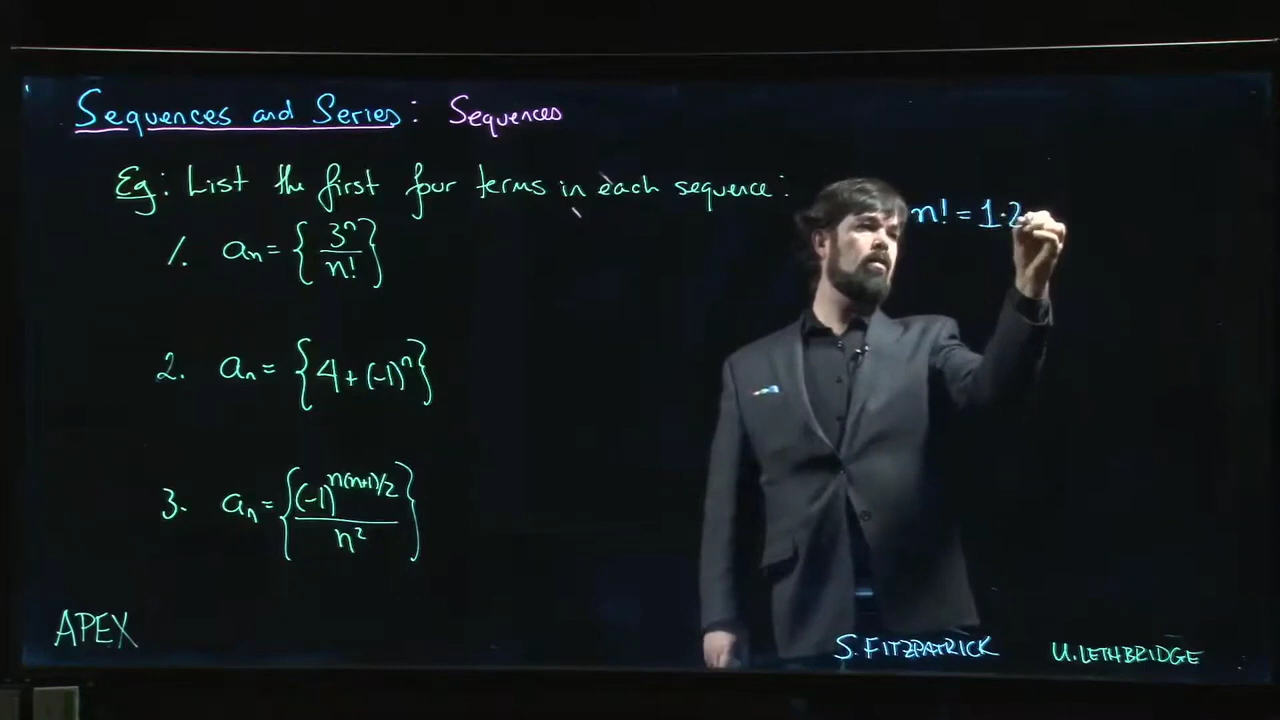 Sequences and Series: Sequences
Eg: List the first four terms in each sequence:
n! = 1·2
1. aₙ = {3ⁿ/n!}
2. aₙ = {4 + (-1)ⁿ}
3. aₙ = {(-1)^(n(n+1)/2)/n²}
APEX
S. FITZPATRICK
U. LETHBRIDGE